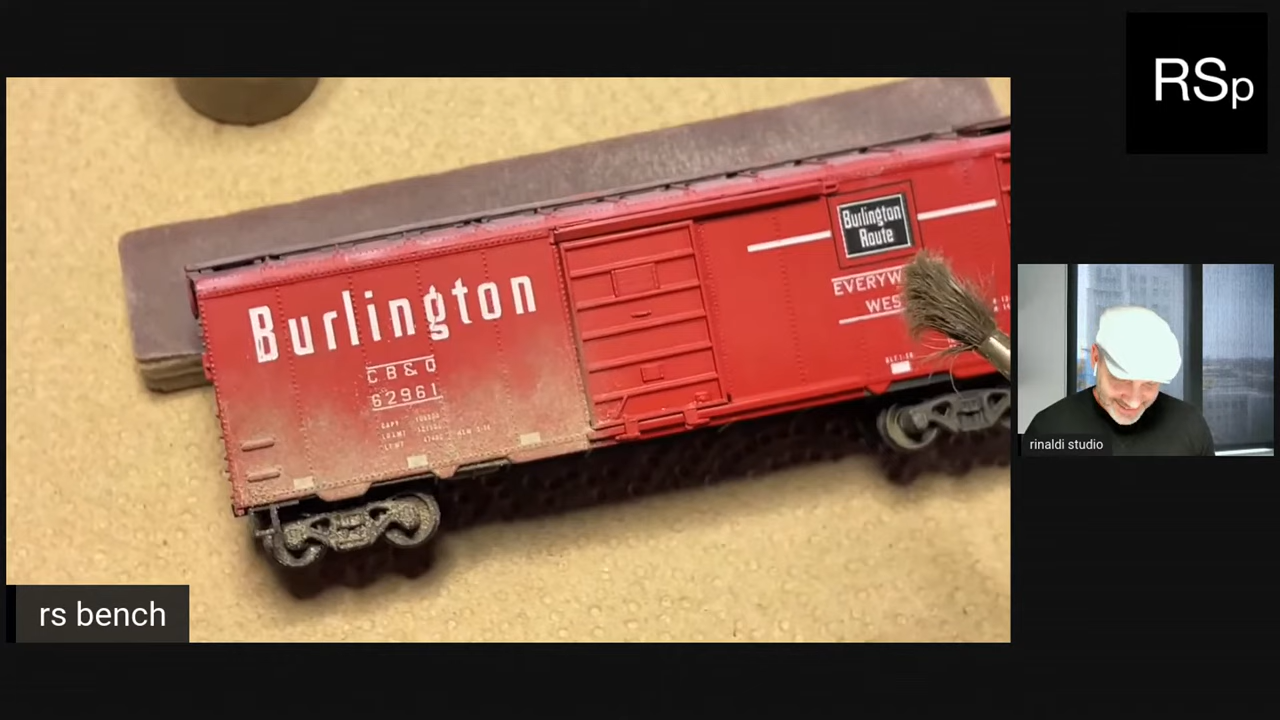 RSp
Burlington
CB&Q
62961
Burlington
Route
EVERYW
WES
rinaldi studio
rs bench